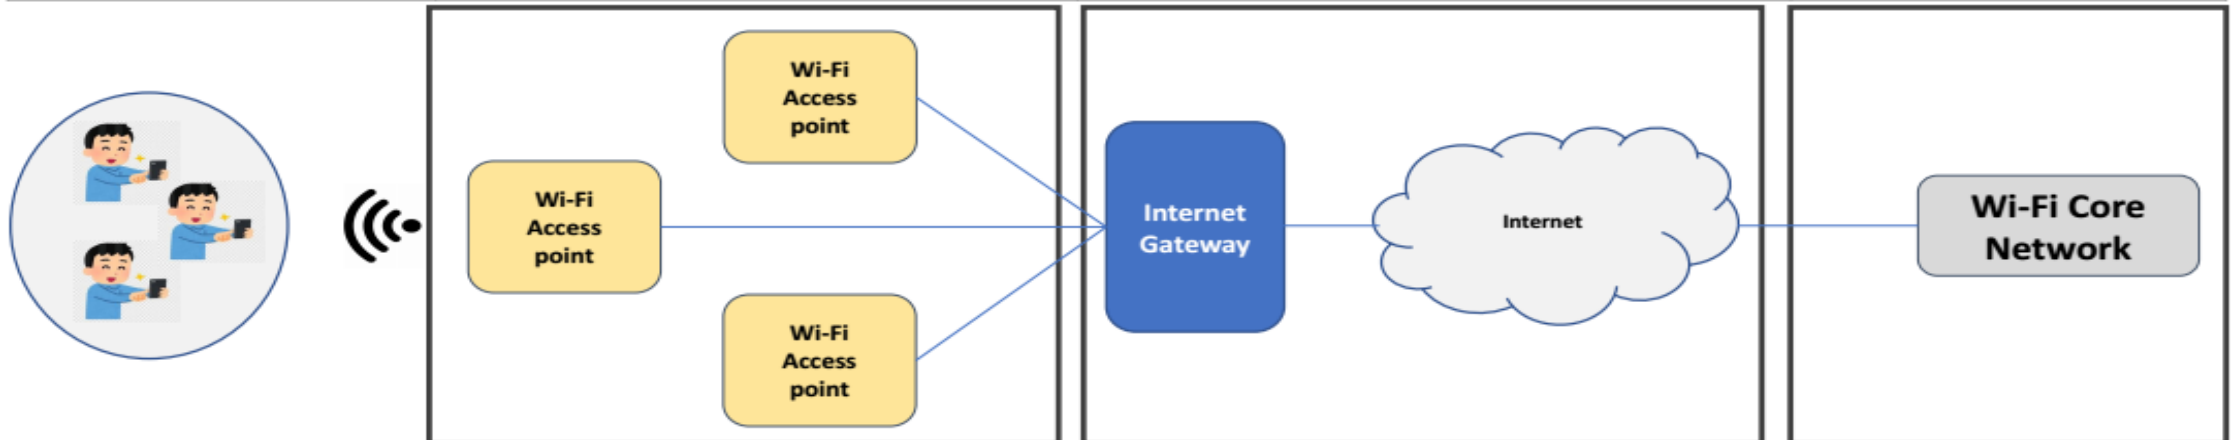 Wi-Fi
Access
point
Wi-Fi
Access
point
Wi-Fi
Access
point
Internet
Gateway
Internet
Wi-Fi Core
Network